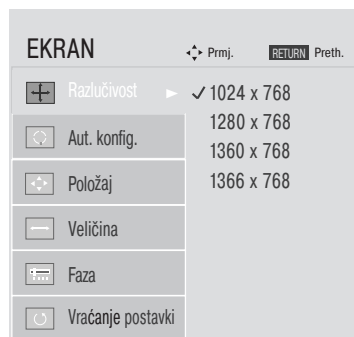 EKRAN
Prmj. RETURN Preth.
Razlučivost
Aut. konfig.
Položaj
Veličina
Faza
Vraćanje postavki
1024 x 768
1280 x 768
1360 x 768
1366 x 768